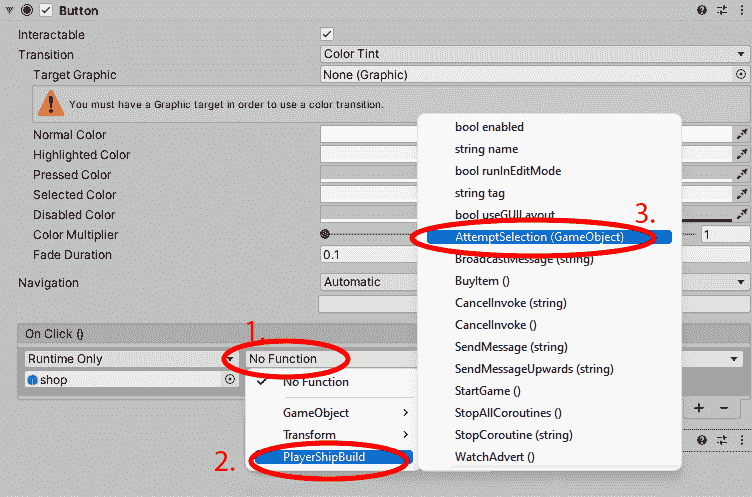 Button
Interactable
Transition
Color Tint
Target Graphic
None (Graphic)
You must have a Graphic target in order to use a color transition.
Normal Color
Highlighted Color
Pressed Color
Selected Color
Disabled Color
Color Multiplier
1
Fade Duration
0.1
Navigation
Automatic
On Click ()
Runtime Only
1.
No Function
shop
No Function
GameObject
Transform
2.
PlayerShipBuild
bool enabled
string name
bool runInEditMode
string tag
bool useGUILayout
3.
AttemptSelection (GameObject)
BroadcastMessage (string)
BuyItem ()
CancelInvoke (string)
CancelInvoke ()
SendMessage (string)
SendMessageUpwards (string)
StartGame ()
StopAllCoroutines ()
StopCoroutine (string)
WatchAdvert ()